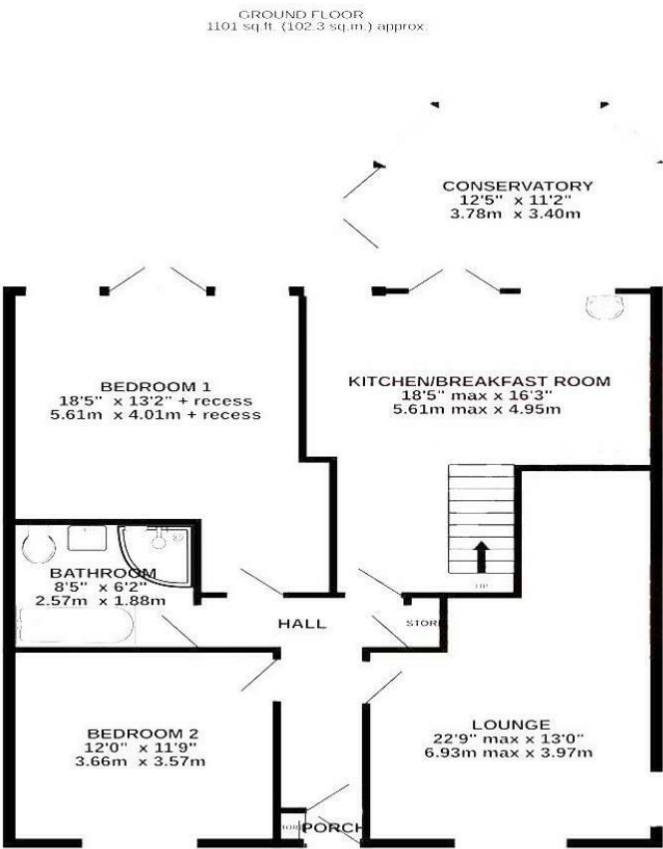 GROUND FLOOR
1101 sq.ft. (102.3 sq.m.) approx.
CONSERVATORY
12'5" x 11'2"
3.78m x 3.40m
BEDROOM 1
18'5" x 13'2" + recess
5.61m x 4.01m + recess
KITCHEN/BREAKFAST ROOM
18'5" max x 16'3"
5.61m max x 4.95m
BATHROOM
8'5" x 6'2"
2.57m x 1.88m
UP
HALL
STORE
BEDROOM 2
12'0" x 11'9"
3.66m x 3.57m
LOUNGE
22'9" max x 13'0"
6.93m max x 3.97m
PORCH